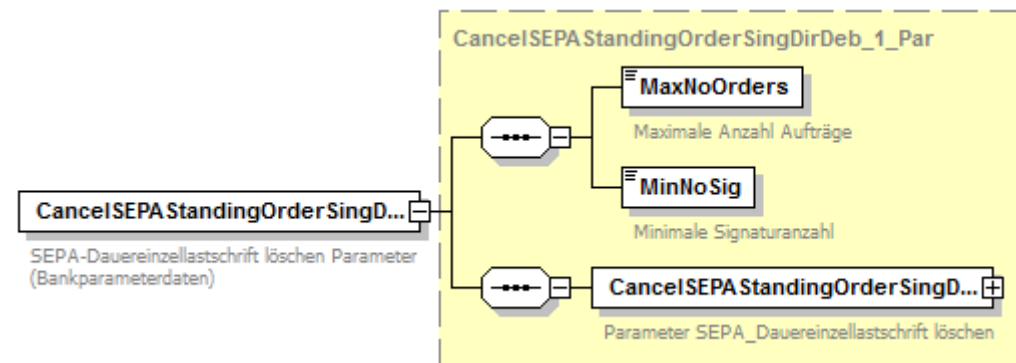 CancelSEPAStandingOrderSingDirDeb_1_Par
MaxNoOrders
Maximale Anzahl Aufträge
MinNoSig
Minimale Signaturanzahl
CancelSEPAStandingOrderSingD...
SEPA-Dauereinzellastschrift löschen Parameter
(Bankparameterdaten)
CancelSEPAStandingOrderSingD...
Parameter SEPA_Dauereinzellastschrift löschen